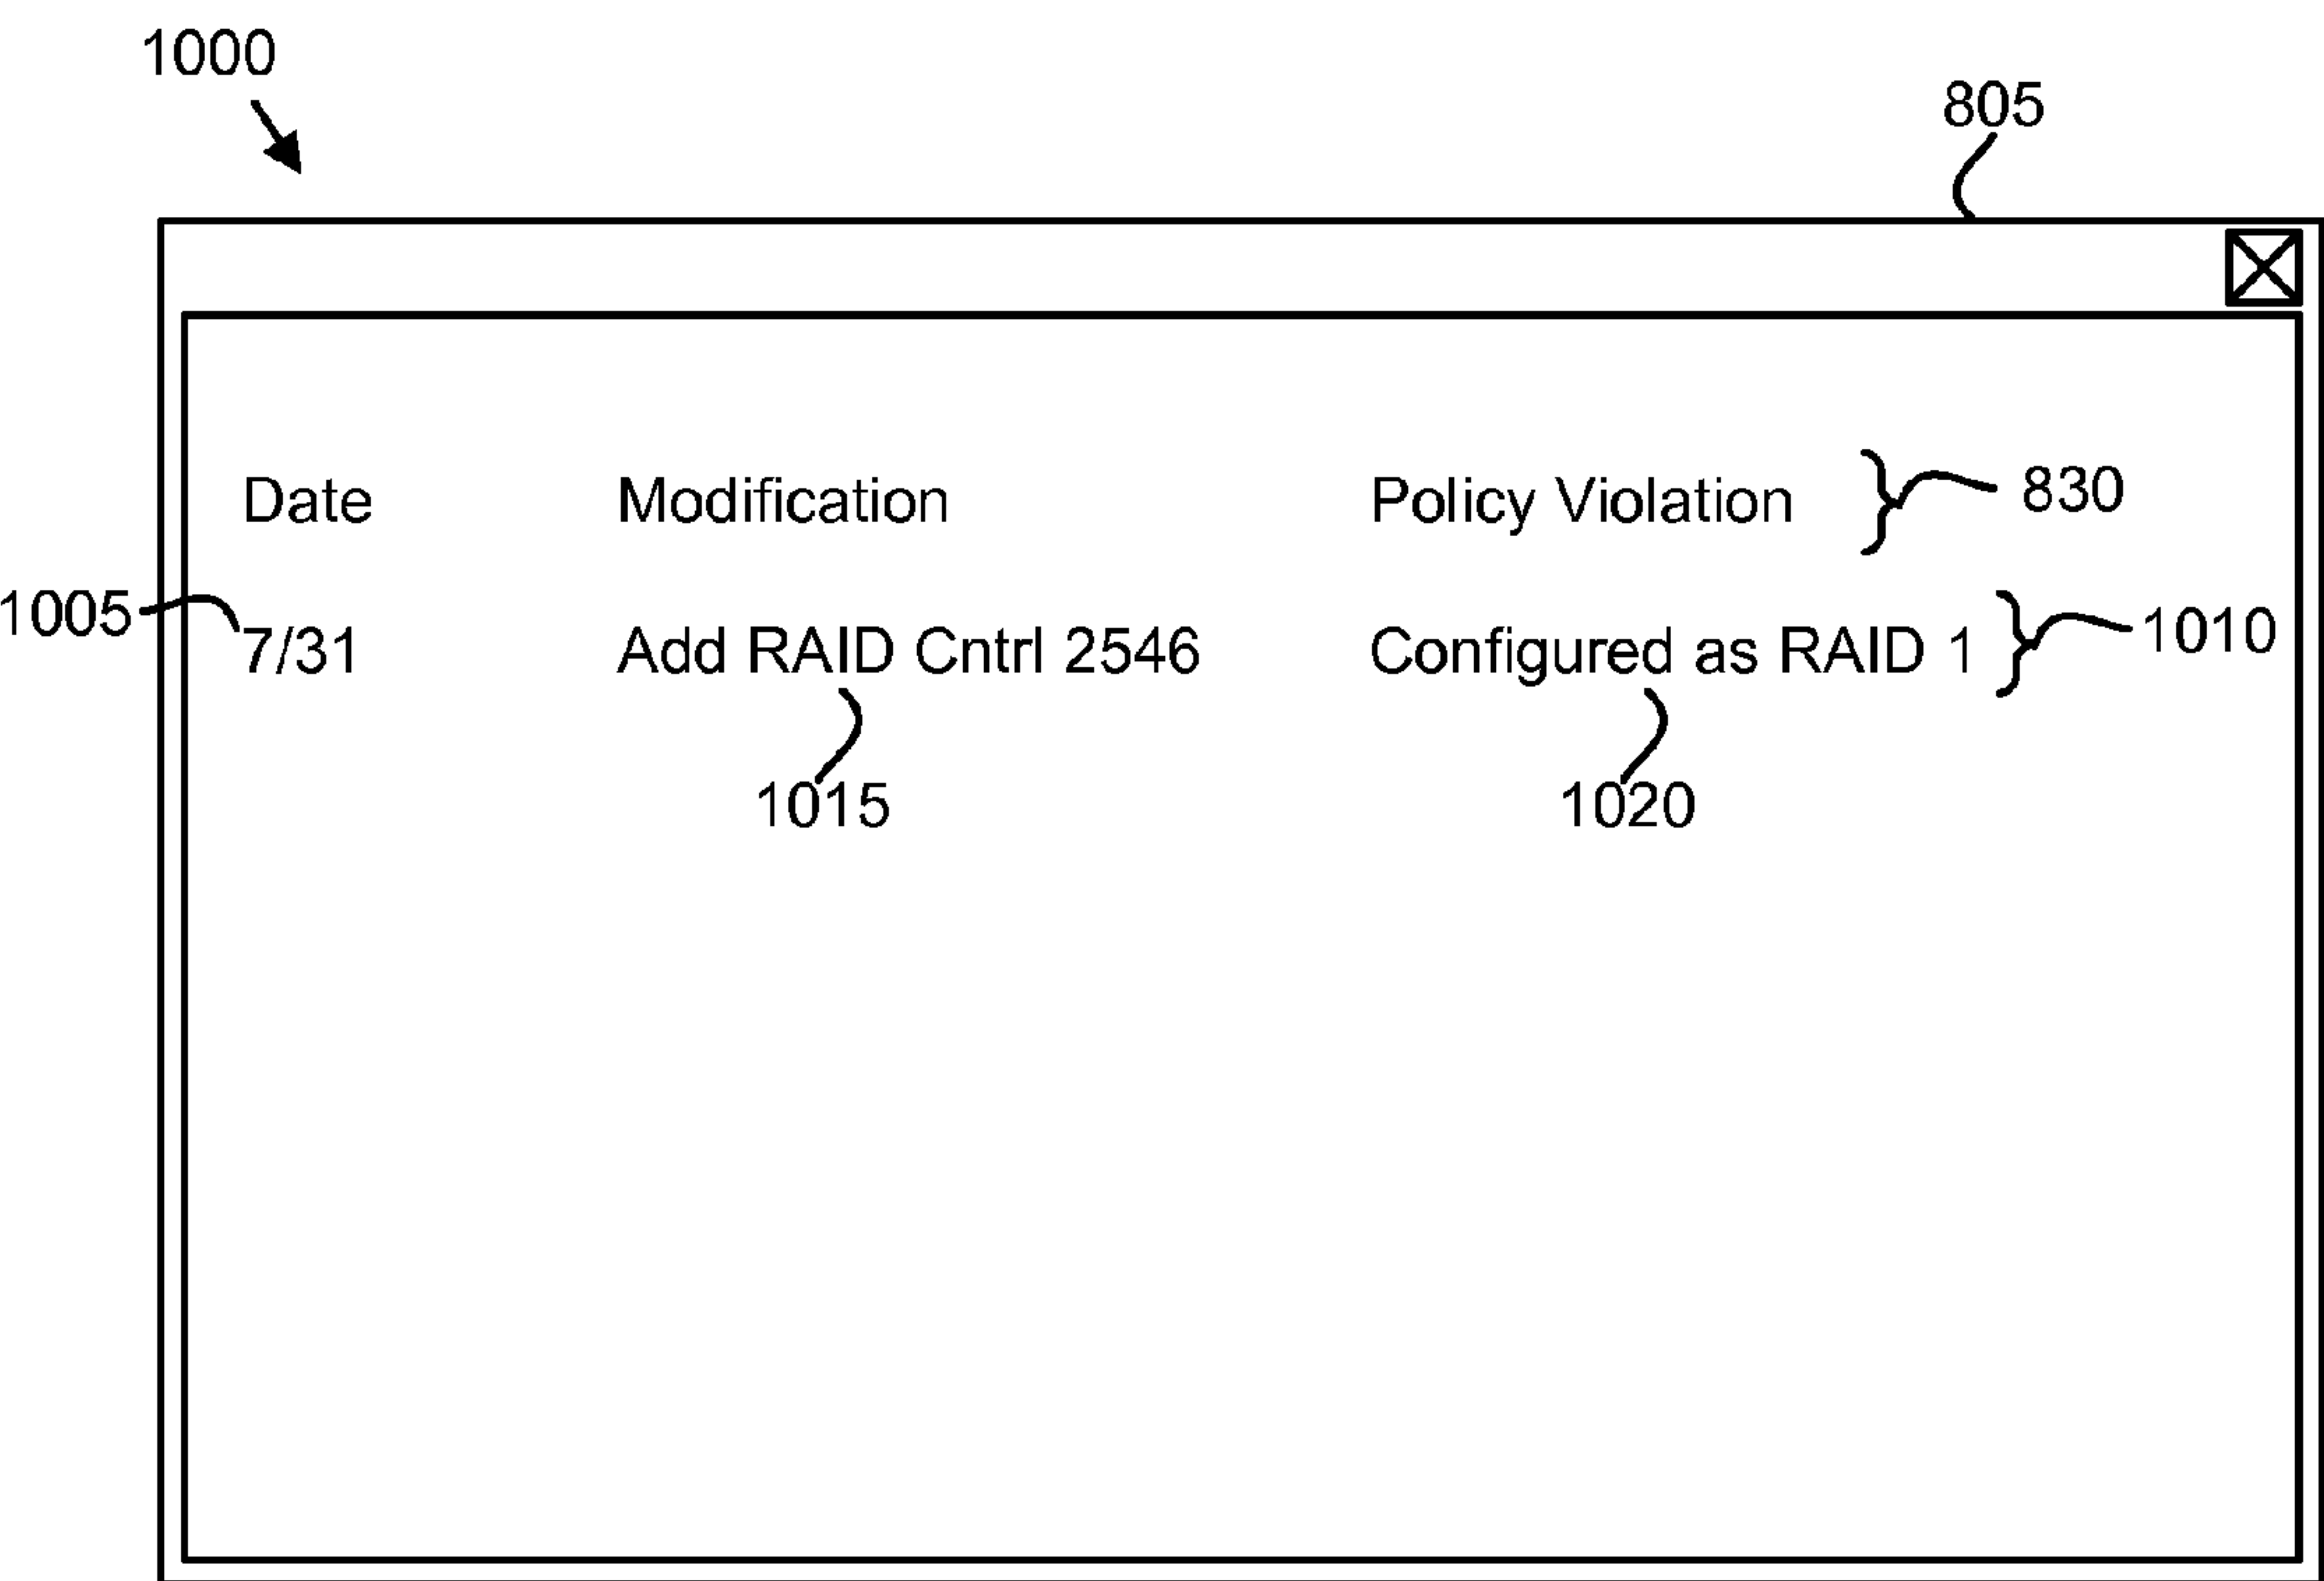 1000
805
Date Modification Policy Violation 830
1005 7/31 Add RAID Cntrl 2546 Configured as RAID 1 1010
1015 1020